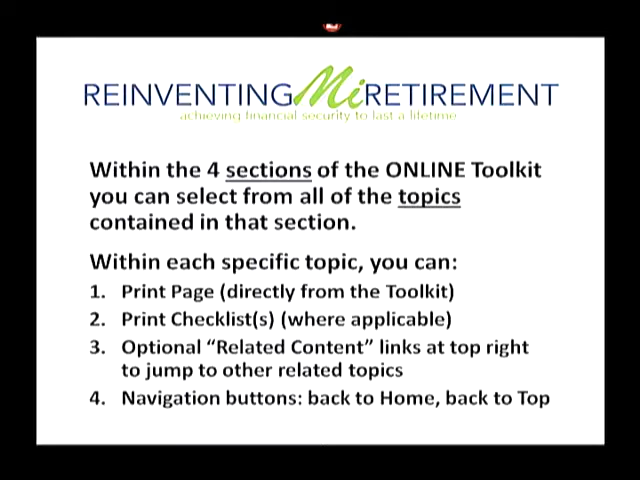 REINVENTING Mi RETIREMENT
achieving financial security to last a lifetime
Within the 4 sections of the ONLINE Toolkit
you can select from all of the topics
contained in that section.
Within each specific topic, you can:
1. Print Page (directly from the Toolkit)
2. Print Checklist(s) (where applicable)
3. Optional “Related Content” links at top right
to jump to other related topics
4. Navigation buttons: back to Home, back to Top